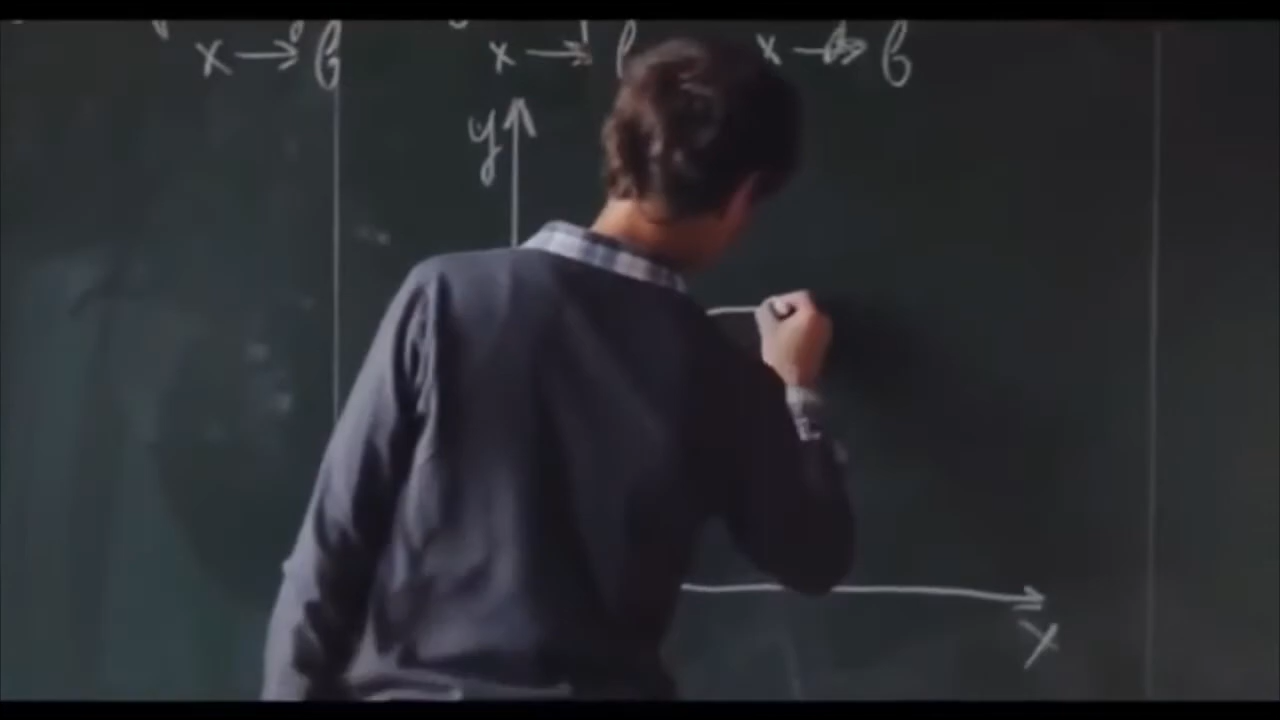 x → b x → b x → b
y
x